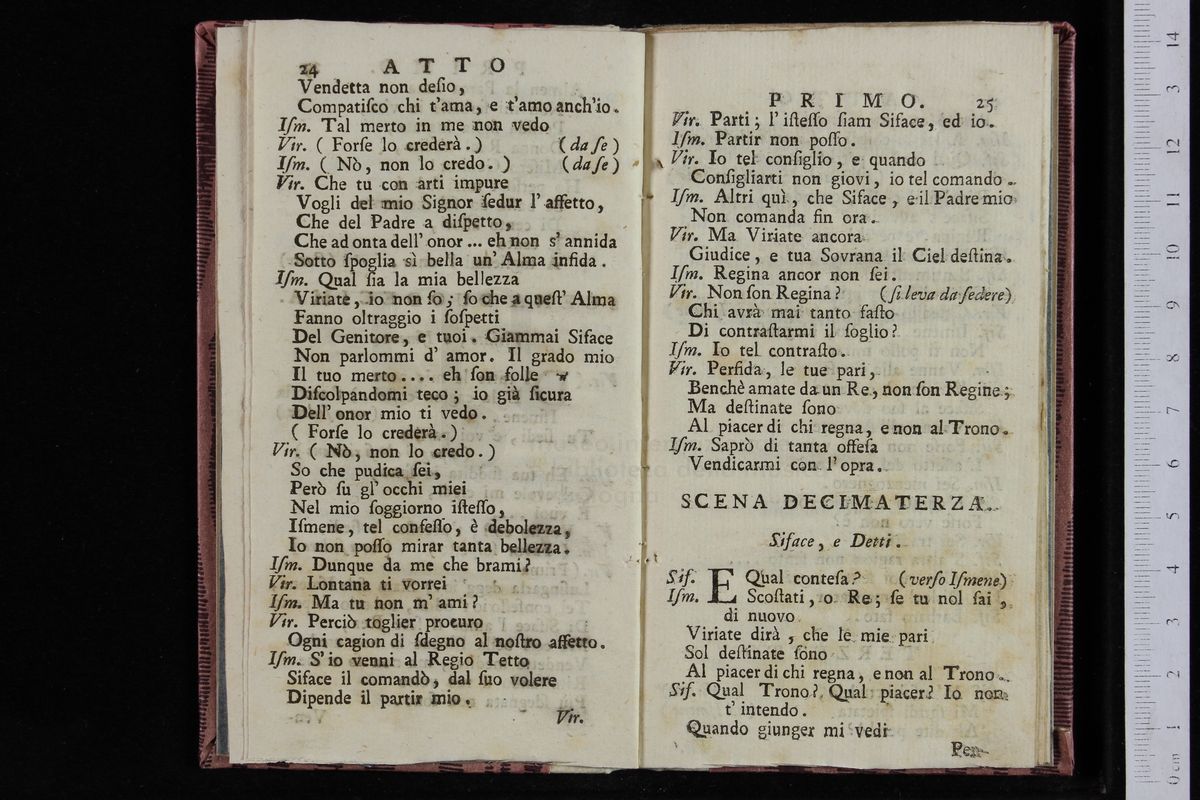 24 ATTO
Vendetta non deſio,
Compatiſco chi t'ama, e t'amo anch'io.
Iſm. Tal merto in me non vedo
Vir. ( Forſe lo crederà. ) ( da ſe )
Iſm. ( Nò, non lo credo. ) ( da ſe )
Vir. Che tu con arti impure
Vogli del mio Signor ſedur l'affetto,
Che del Padre a diſpetto,
Che ad onta dell' onor ... eh non s'annida
Sotto ſpoglia sì bella un' Alma infida.
Iſm. Qual ſia la mia bellezza
Viriate, io non ſo; ſo che a queſt' Alma
Fanno oltraggio i ſoſpetti
Del Genitore, e tuoi. Giammai Siface
Non parlommi d' amor. Il grado mio
Il tuo merto.... eh ſon folle
Diſcolpandomi teco; io già ſicura
Dell' onor mio ti vedo.
( Forſe lo crederà. )
Vir. ( Nò, non lo credo. )
So che pudica ſei,
Però ſu gl' occhi miei
Nel mio ſoggiorno iſteſſo,
Iſmene, tel confeſſo, è debolezza,
Io non poſſo mirar tanta bellezza.
Iſm. Dunque da me che brami?
Vir. Lontana ti vorrei
Iſm. Ma tu non m' ami?
Vir. Perciò toglier procuro
Ogni cagion di ſdegno al noſtro affetto.
Iſm. S'io venni al Regio Tetto
Siface il comandò, dal ſuo volere
Dipende il partir mio.
Vir.
PRIMO. 25
Vir. Parti; l' iſteſſo ſiam Siface, ed io.
Iſm. Partir non poſſo.
Vir. Io tel conſiglio, e quando
Conſigliarti non giovi, io tel comando.
Iſm. Altri quì, che Siface, e il Padre mio
Non comanda fin ora.
Vir. Ma Viriate ancora
Giudice, e tua Sovrana il Ciel deſtina.
Iſm. Regina ancor non ſei.
Vir. Non ſon Regina? ( ſi leva da ſedere )
Chi avrà mai tanto faſto
Di contraſtarmi il ſoglio?
Iſm. Io tel contraſto.
Vir. Perfida, le tue pari,
Benchè amate da un Re, non ſon Regine;
Ma deſtinate ſono
Al piacer di chi regna, e non al Trono.
Iſm. Saprò di tanta offeſa
Vendicarmi con l'opra.
SCENA DECIMATERZA.
Siface, e Detti.
Sif. E Qual conteſa? ( verſo Iſmene )
Iſm. Scoſtati, o Re; ſe tu nol ſai,
di nuovo
Viriate dirà, che le mie pari
Sol deſtinate ſono
Al piacer di chi regna, e non al Trono.
Sif. Qual Trono? Qual piacer? Io non
t' intendo.
Quando giunger mi vedi
Pen-
14
13
12
11
10
9
8
7
6
5
4
3
2
1
0 cm